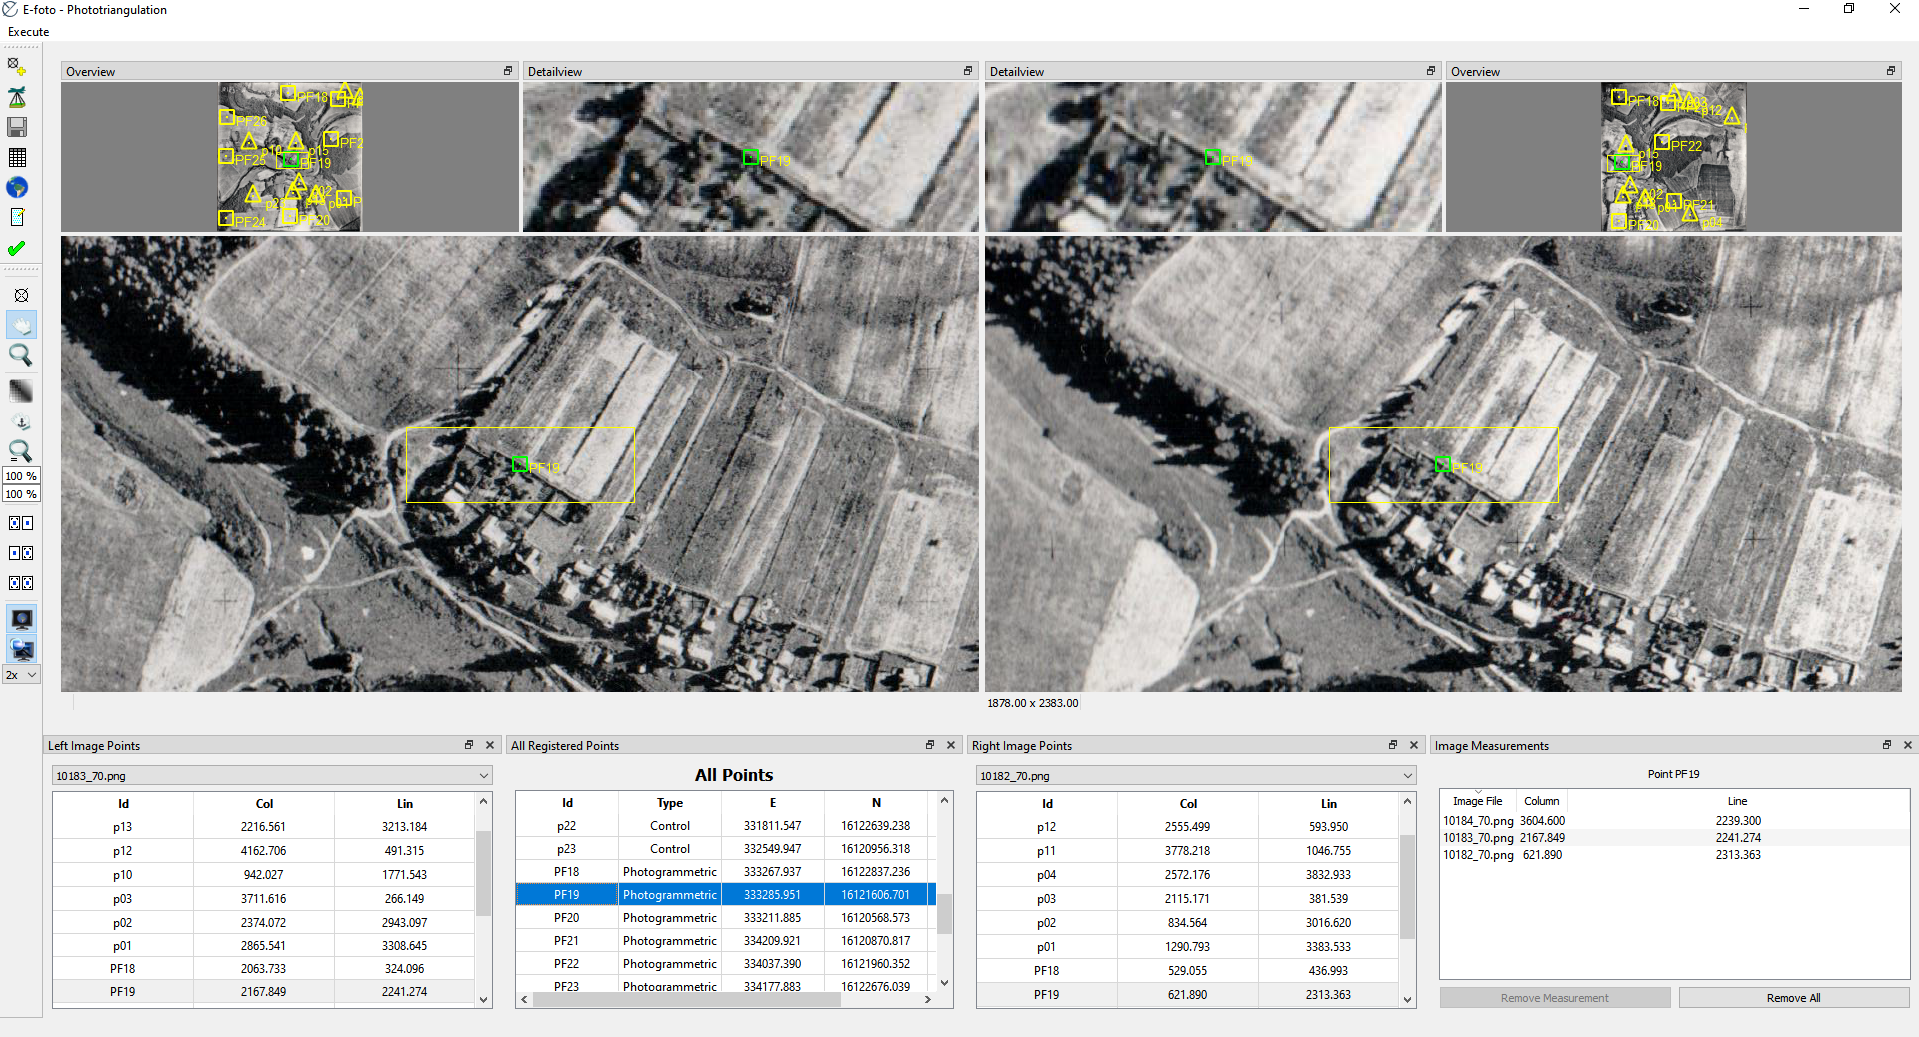 E-foto - Phototriangulation
Execute
Overview
Detailview
Detailview
Overview
PF18
PF26
PF2
p10
p15
PF25
PF19
p02
p01
PF24
PF20
PF19
PF19
PF18
p12
PF22
p15
PF19
02
p01
PF21
PF20
p04
PF19
PF19
100 %
100 %
2x
1878.00 x 2383.00
Left Image Points
10183_70.png
Id Col Lin
p13 2216.561 3213.184
p12 4162.706 491.315
p10 942.027 1771.543
p03 3711.616 266.149
p02 2374.072 2943.097
p01 2865.541 3308.645
PF18 2063.733 324.096
PF19 2167.849 2241.274
All Registered Points
All Points
Id Type E N
p22 Control 331811.547 16122639.238
p23 Control 332549.947 16120956.318
PF18 Photogrammetric 333267.937 16122837.236
PF19 Photogrammetric 333285.951 16121606.701
PF20 Photogrammetric 333211.885 16120568.573
PF21 Photogrammetric 334209.921 16120870.817
PF22 Photogrammetric 334037.390 16121960.352
PF23 Photogrammetric 334177.883 16122676.039
Right Image Points
10182_70.png
Id Col Lin
p12 2555.499 593.950
p11 3778.218 1046.755
p04 2572.176 3832.933
p03 2115.171 381.539
p02 834.564 3016.620
p01 1290.793 3383.533
PF18 529.055 436.993
PF19 621.890 2313.363
Image Measurements
Point PF19
Image File Column Line
10184_70.png 3604.600 2239.300
10183_70.png 2167.849 2241.274
10182_70.png 621.890 2313.363
Remove Measurement
Remove All